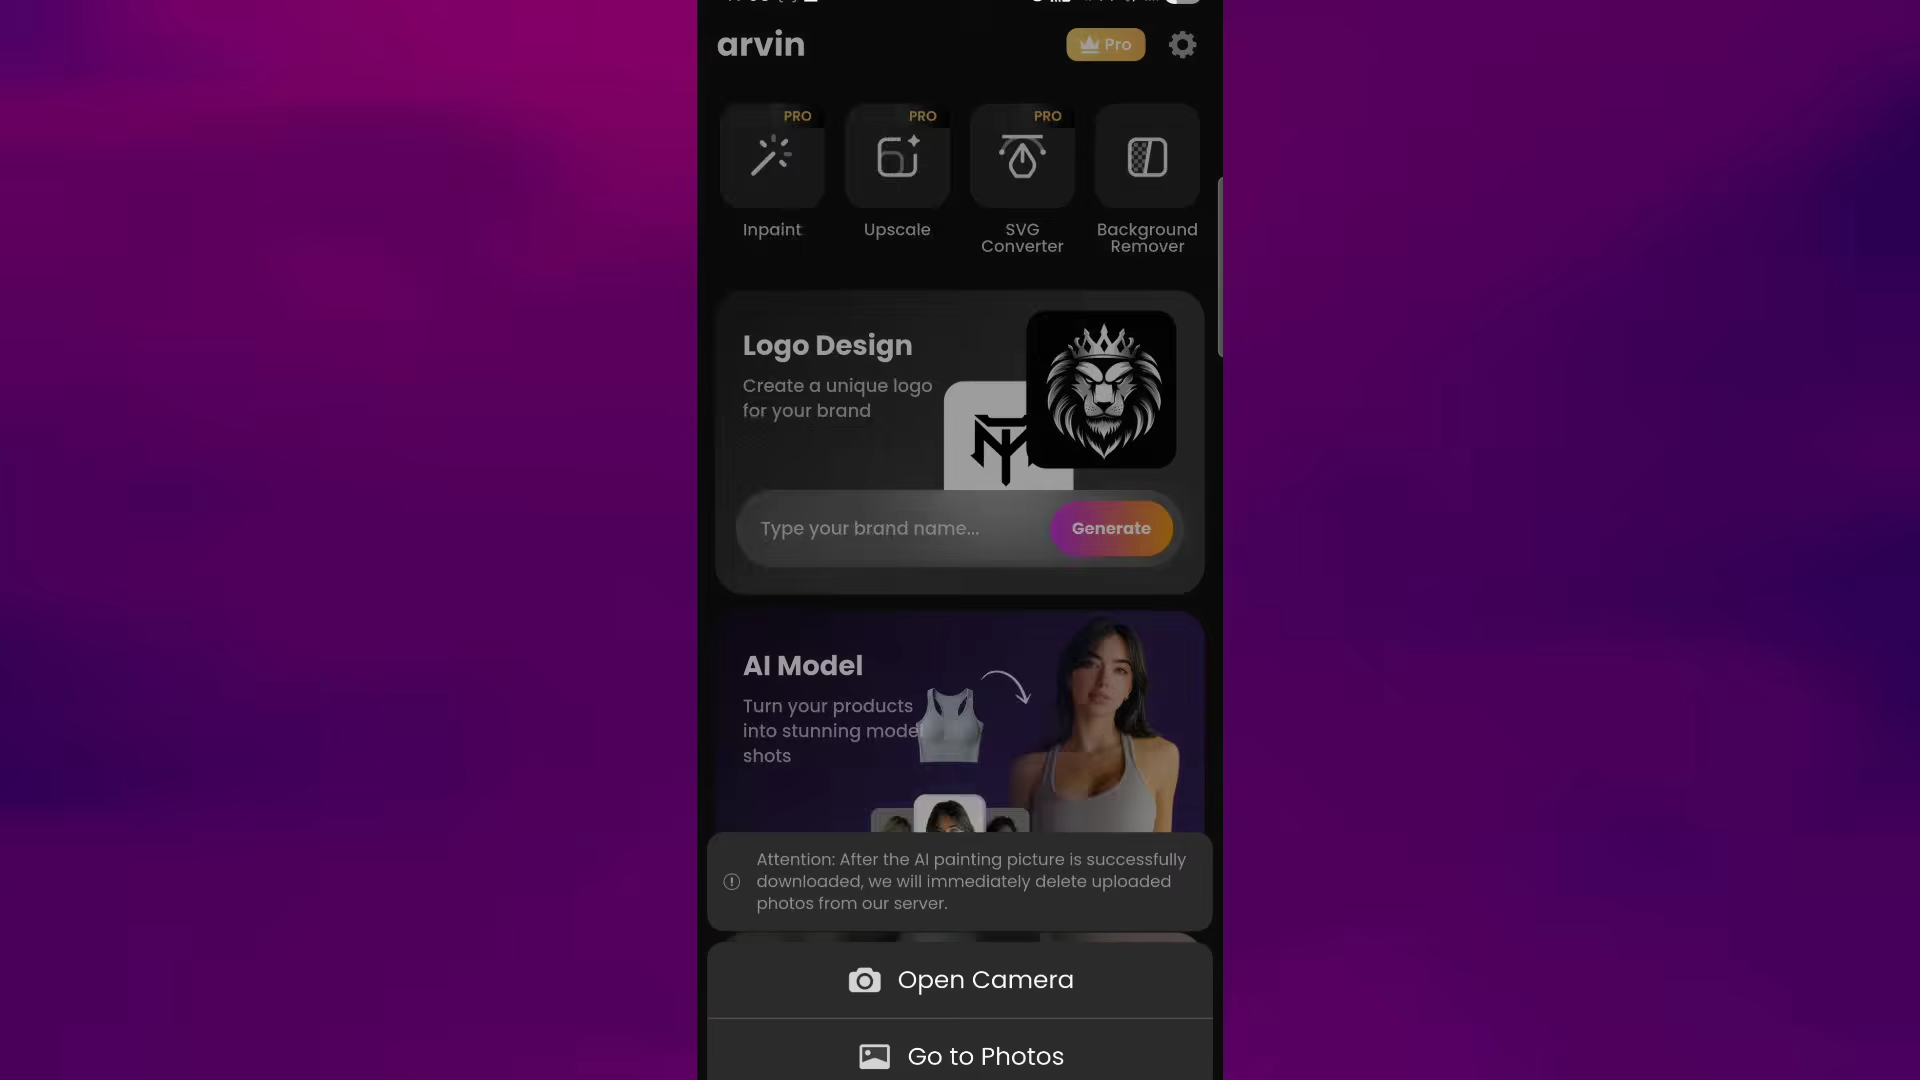 arvin
Pro
PRO
PRO
PRO
Inpaint
Upscale
SVG
Converter
Background
Remover
Logo Design
Create a unique logo
for your brand
Type your brand name...
Generate
AI Model
Turn your products
into stunning model
shots
Attention: After the AI painting picture is successfully
downloaded, we will immediately delete uploaded
photos from our server.
Open Camera
Go to Photos